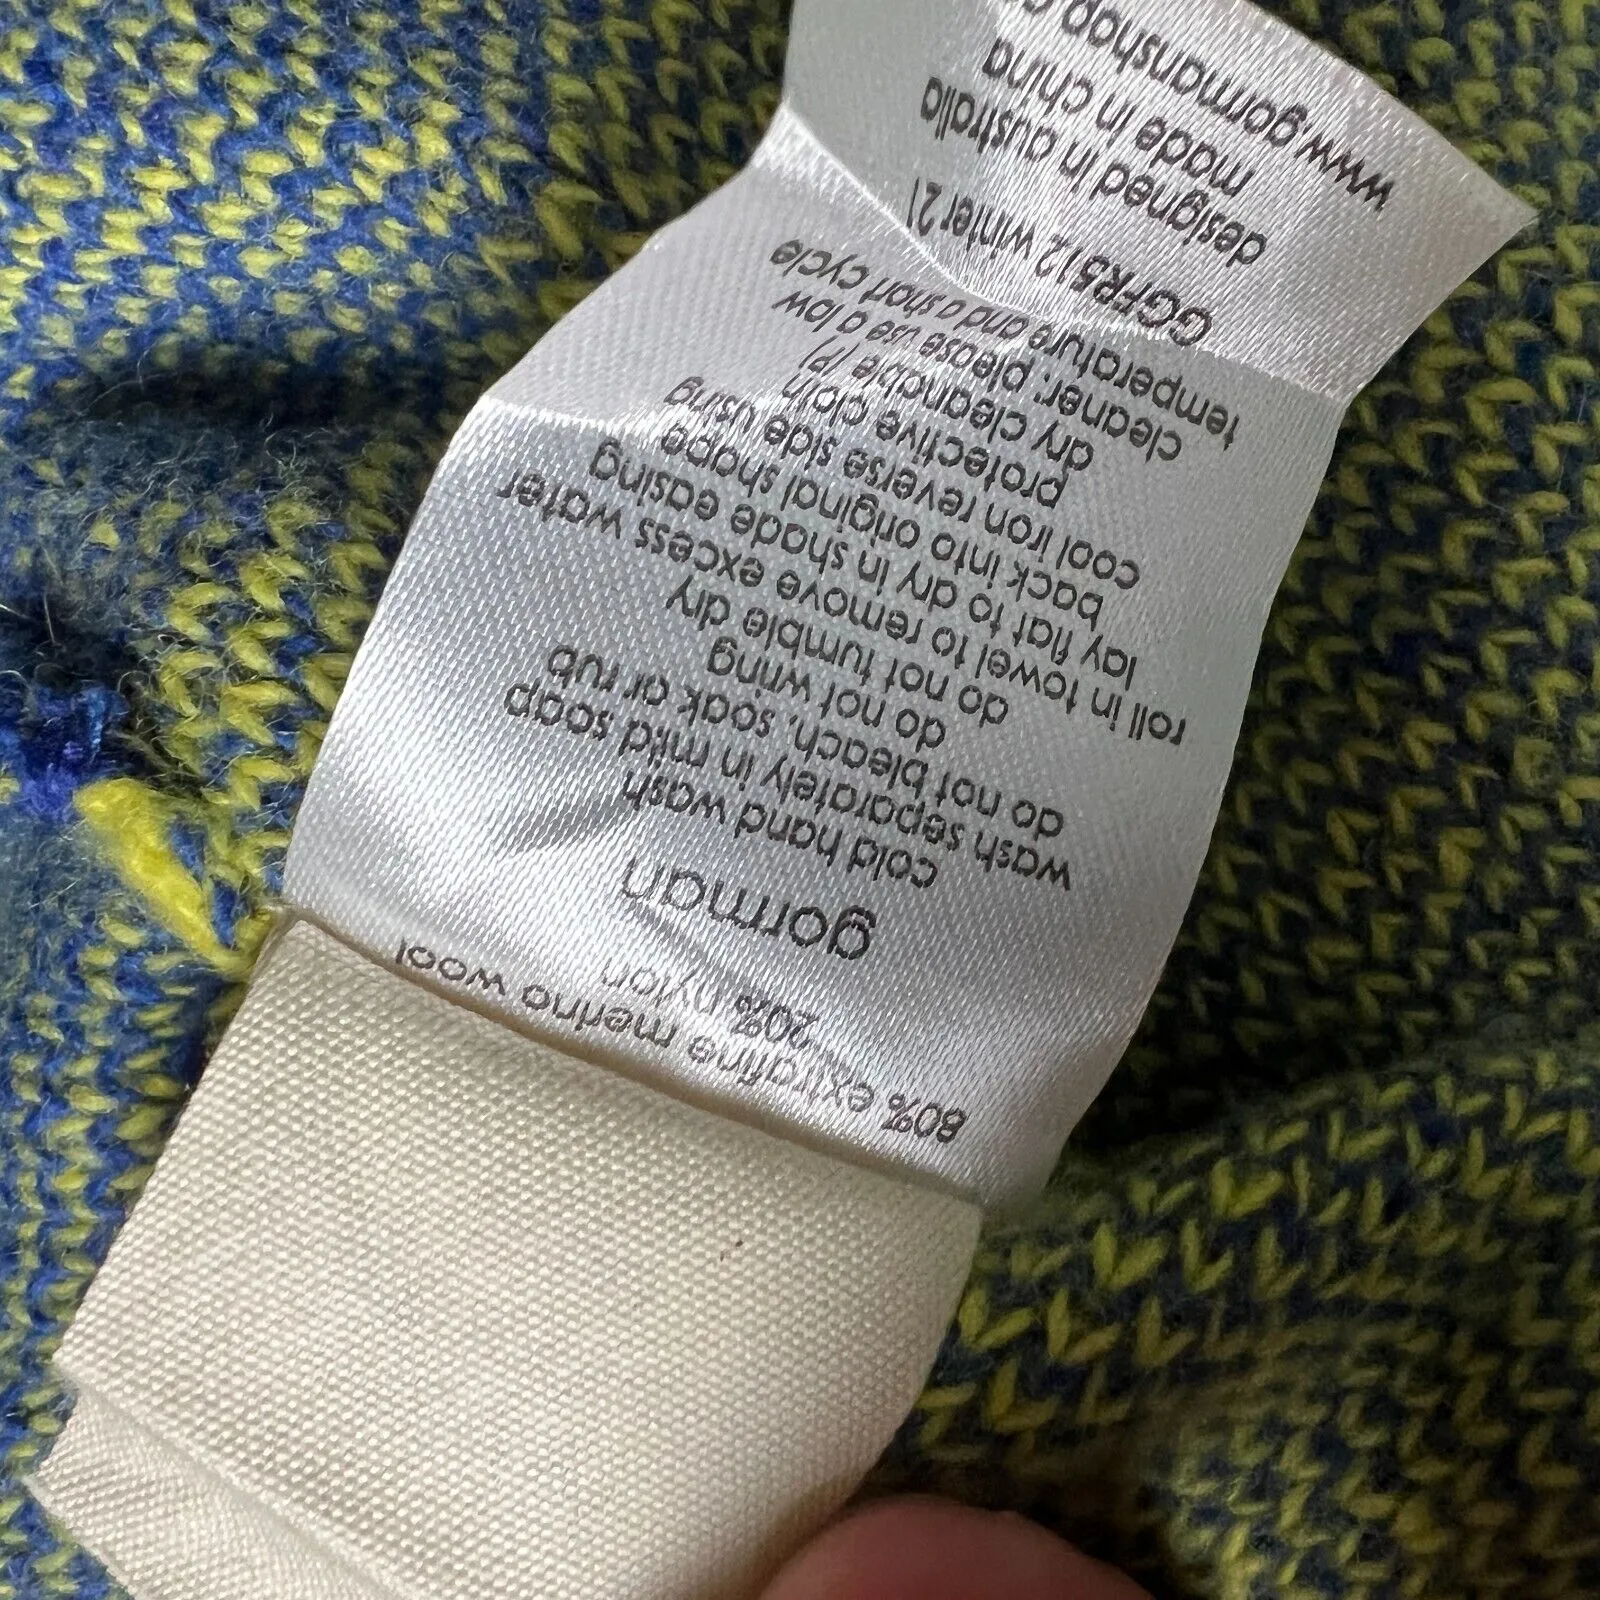 80% extrafine merino wool
20% nylon
gorman
cold hand wash
wash separately in mild soap
do not bleach, soak or rub
do not wring
do not tumble dry
roll in towel to remove excess water
lay flat to dry in shade easing
back into original shape
cool iron reverse side using
protective cloth
dry cleanable (P)
cleaner: please use a low
temperature and a short cycle
GGFR512 winter 21
designed in australia
made in china
www.gormanshop